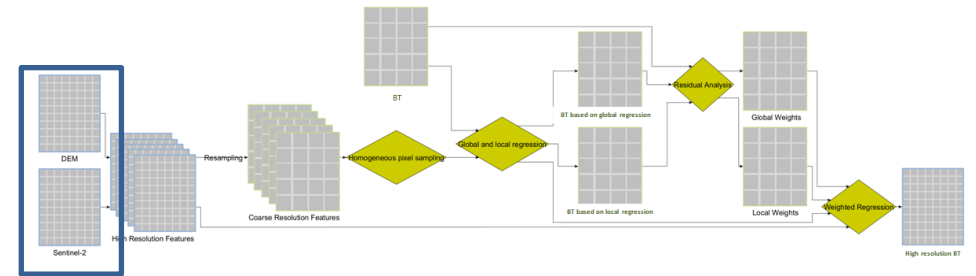 DEM
Sentinel-2
High Resolution Features
Resampling
Coarse Resolution Features
Homogeneous pixel sampling
BT
Global and local regression
BT based on global regression
BT based on local regression
Residual Analysis
Global Weights
Local Weights
Weighted Regression
High resolution BT